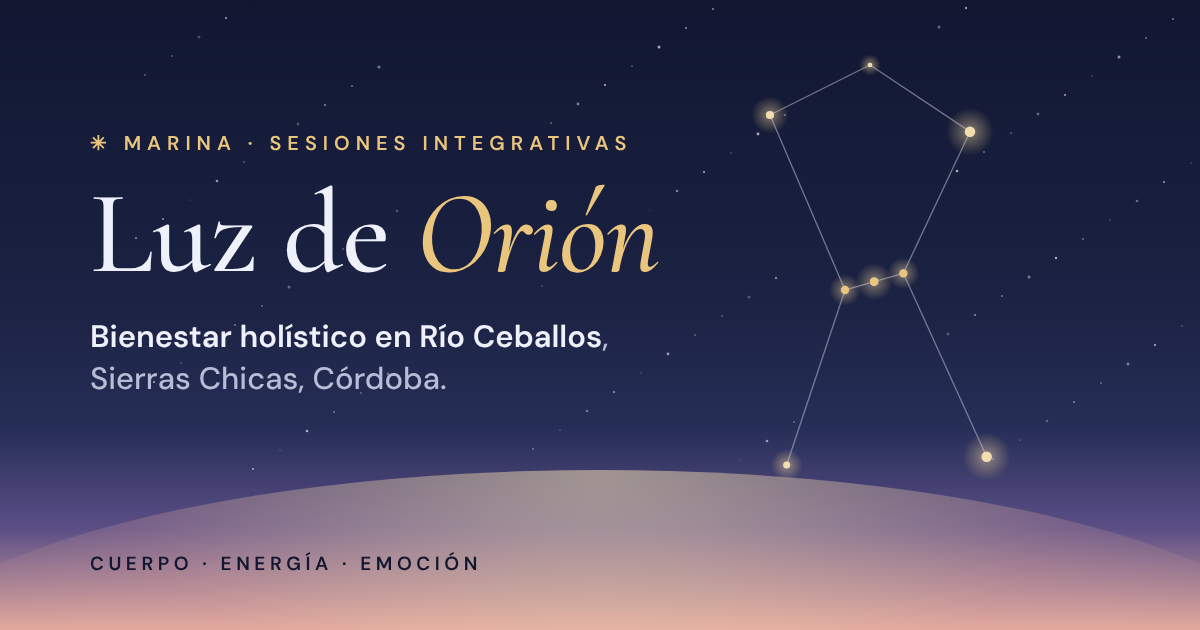 ✳ MARINA · SESIONES INTEGRATIVAS
Luz de Orión
Bienestar holístico en Río Ceballos,
Sierras Chicas, Córdoba.
CUERPO · ENERGÍA · EMOCIÓN